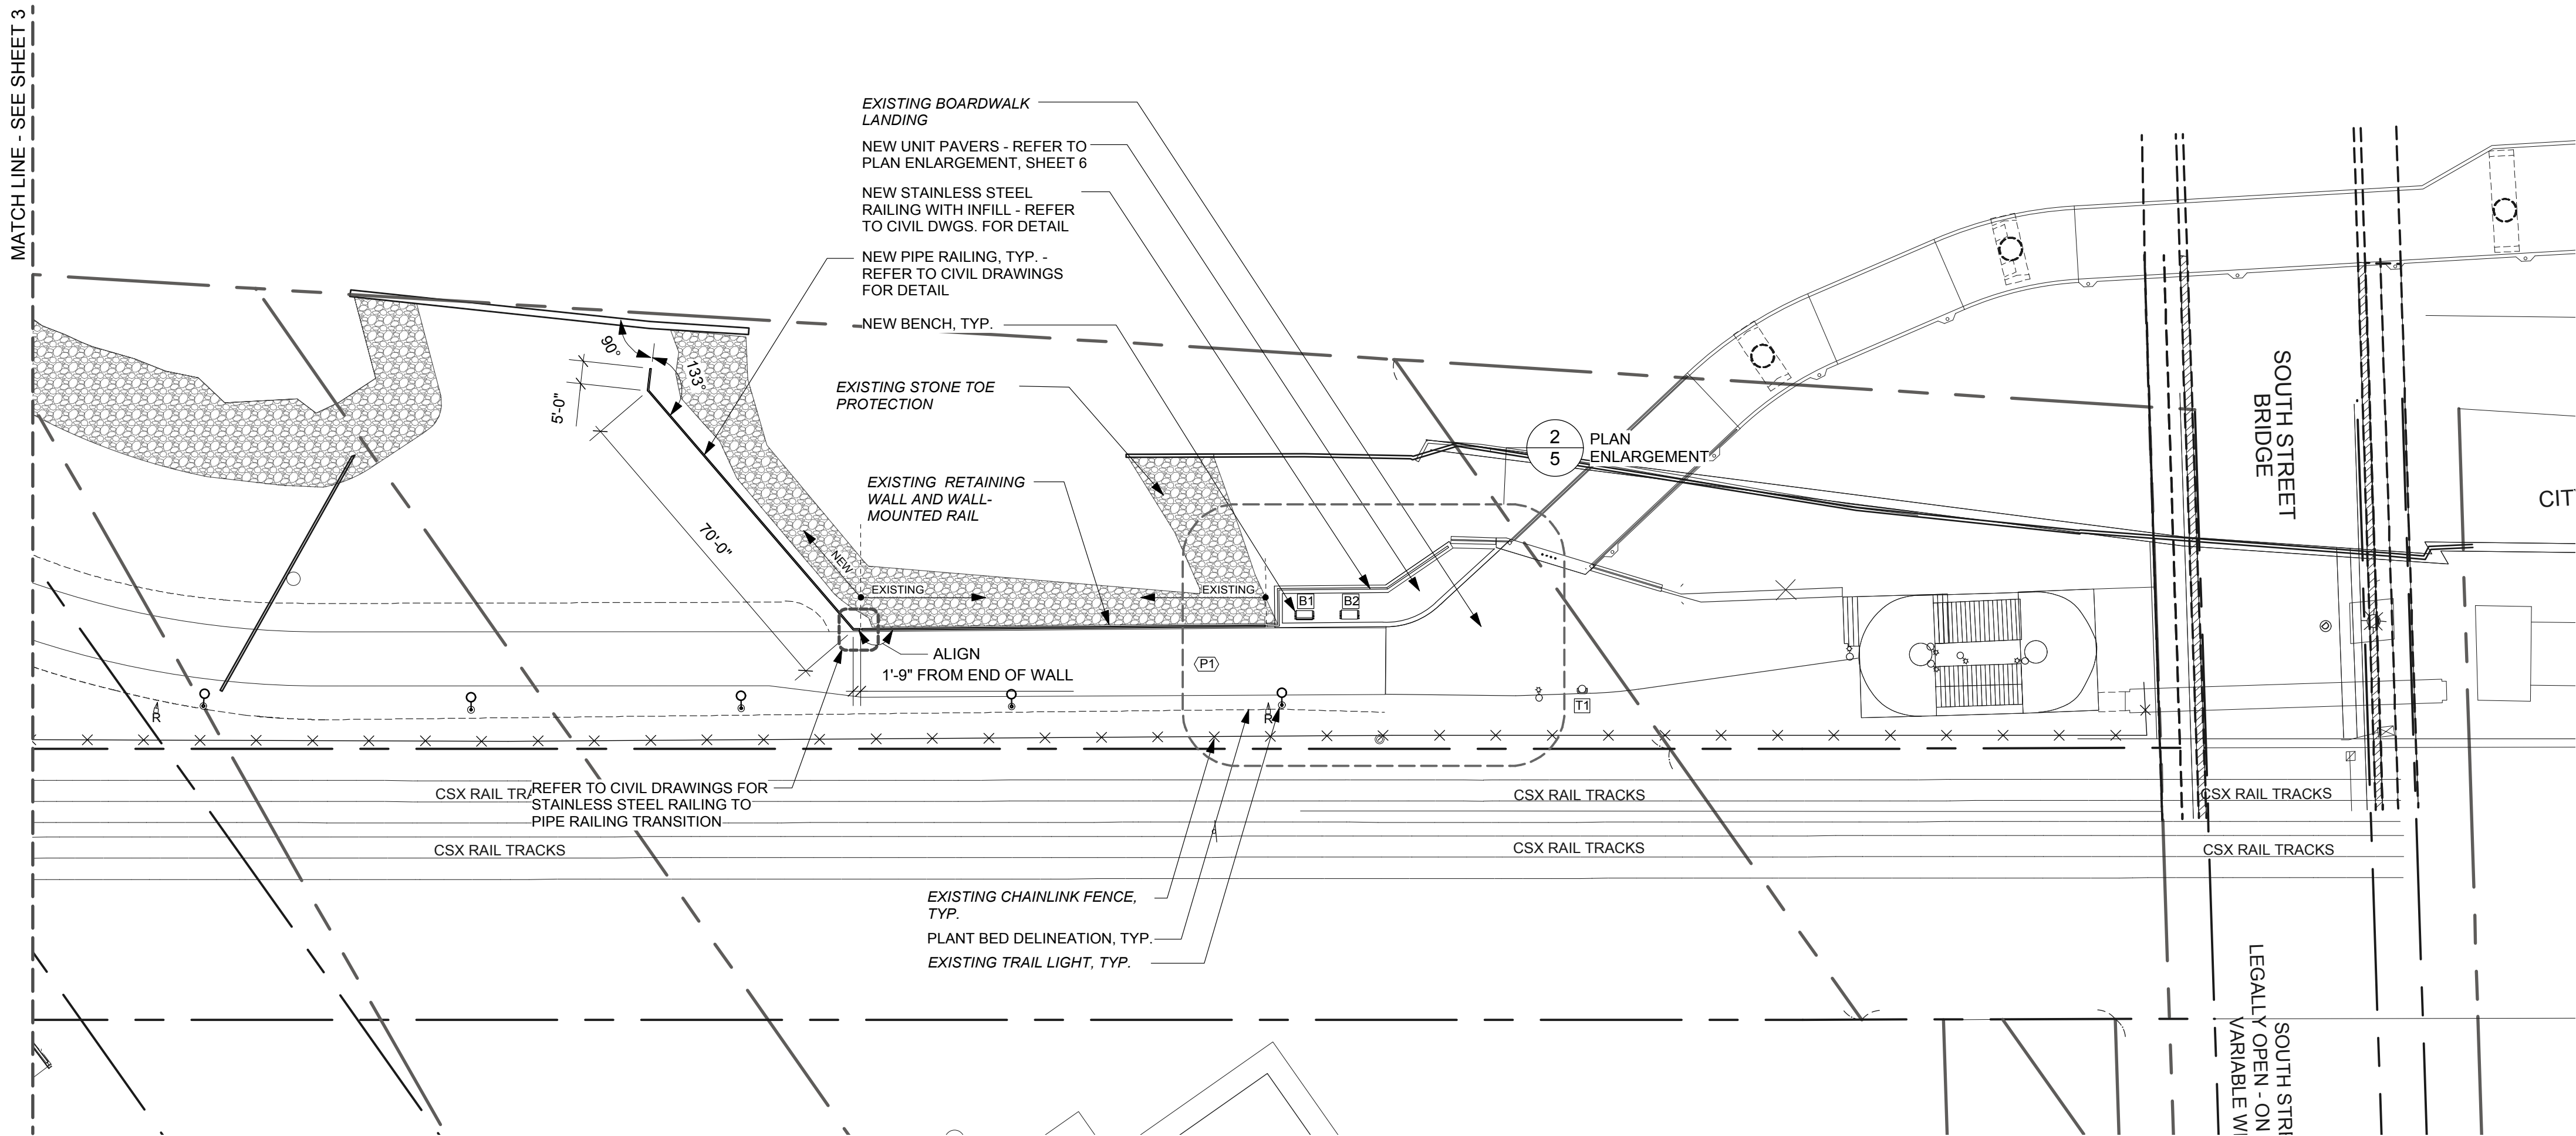 MATCH LINE - SEE SHEET 3
EXISTING BOARDWALK
LANDING
NEW UNIT PAVERS - REFER TO
PLAN ENLARGEMENT, SHEET 6
NEW STAINLESS STEEL
RAILING WITH INFILL - REFER
TO CIVIL DWGS. FOR DETAIL
NEW PIPE RAILING, TYP. -
REFER TO CIVIL DRAWINGS
FOR DETAIL
NEW BENCH, TYP.
90°
133°
5'-0"
EXISTING STONE TOE
PROTECTION
2
5
PLAN
ENLARGEMENT
SOUTH STREET
BRIDGE
CIT
EXISTING RETAINING
WALL AND WALL-
MOUNTED RAIL
70'-0"
NEW
EXISTING
EXISTING
B1
B2
ALIGN
1'-9" FROM END OF WALL
P1
T1
R
R
CSX RAIL TRA
REFER TO CIVIL DRAWINGS FOR
STAINLESS STEEL RAILING TO
PIPE RAILING TRANSITION
CSX RAIL TRACKS
CSX RAIL TRACKS
CSX RAIL TRACKS
CSX RAIL TRACKS
CSX RAIL TRACKS
EXISTING CHAINLINK FENCE,
TYP.
PLANT BED DELINEATION, TYP.
EXISTING TRAIL LIGHT, TYP.
SOUTH STRE
LEGALLY OPEN - ON
VARIABLE WI